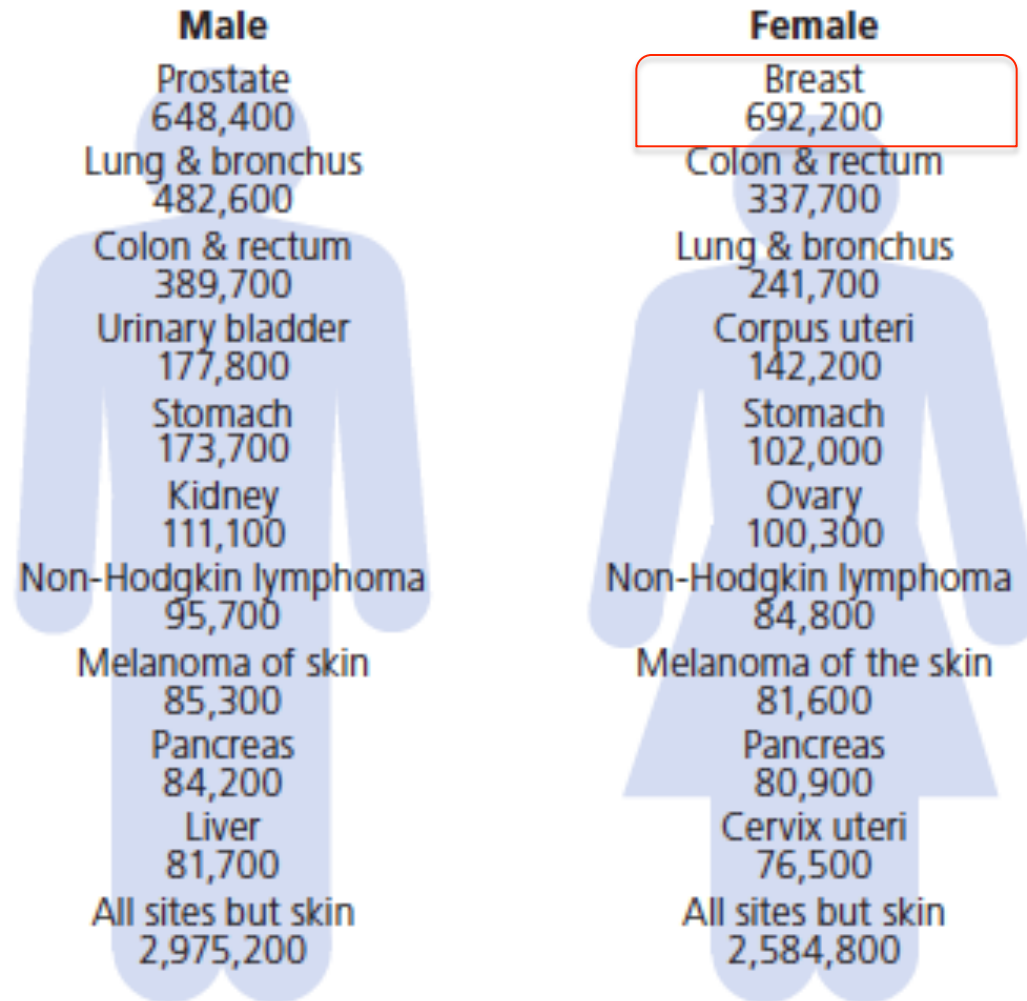 Male
Prostate
648,400
Lung & bronchus
482,600
Colon & rectum
389,700
Urinary bladder
177,800
Stomach
173,700
Kidney
111,100
Non-Hodgkin lymphoma
95,700
Melanoma of skin
85,300
Pancreas
84,200
Liver
81,700
All sites but skin
2,975,200
Female
Breast
692,200
Colon & rectum
337,700
Lung & bronchus
241,700
Corpus uteri
142,200
Stomach
102,000
Ovary
100,300
Non-Hodgkin lymphoma
84,800
Melanoma of the skin
81,600
Pancreas
80,900
Cervix uteri
76,500
All sites but skin
2,584,800